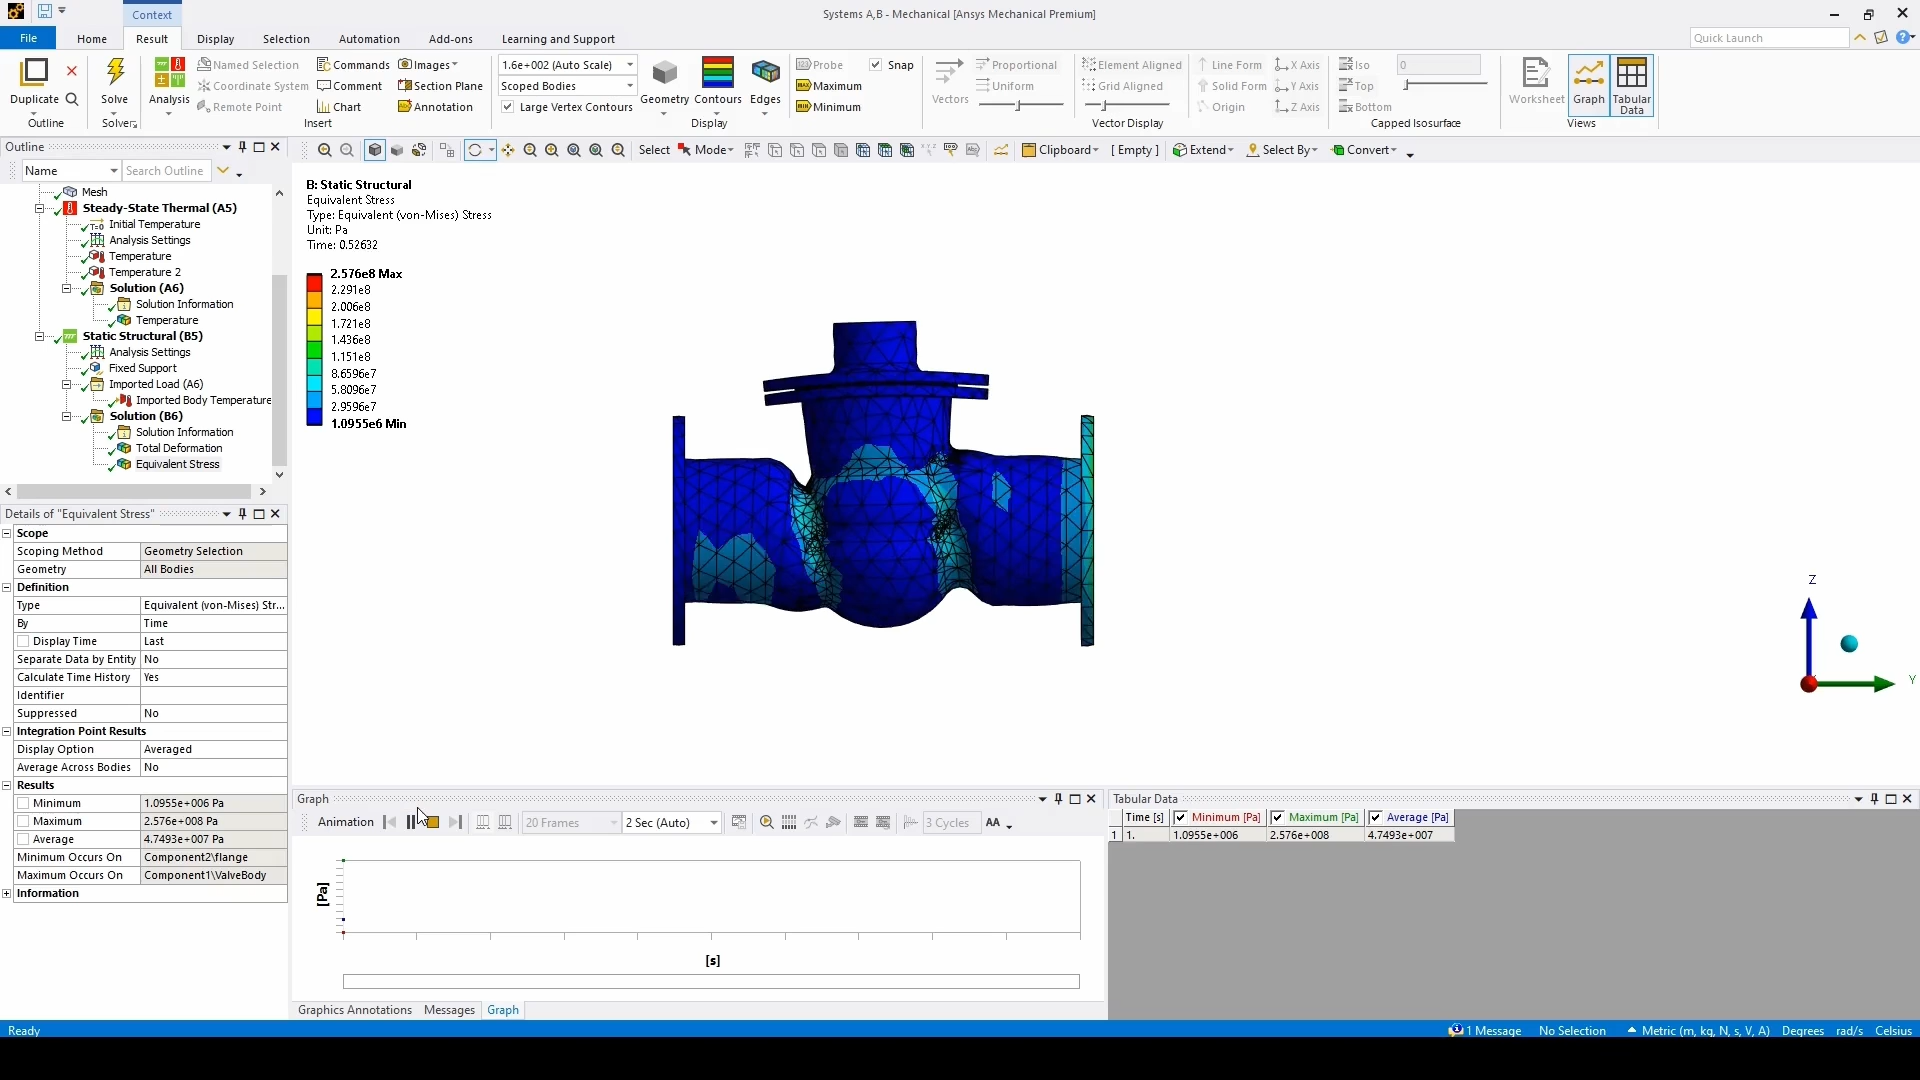 Context
Systems A,B - Mechanical [Ansys Mechanical Premium]
File Home Result Display Selection Automation Add-ons Learning and Support
Quick Launch
Duplicate
Outline
Solve
Solver
Analysis
Named Selection
Coordinate System
Remote Point
Commands
Comment
Chart
Images
Section Plane
Annotation
Insert
1.6e+002 (Auto Scale)
Scoped Bodies
Large Vertex Contours
Geometry
Contours
Edges
Display
Probe
Snap
Maximum
Minimum
Vectors
Proportional
Uniform
Element Aligned
Grid Aligned
Line Form
Solid Form
Origin
X Axis
Y Axis
Z Axis
Vector Display
Iso
0
Top
Bottom
Capped Isosurface
Worksheet
Graph
Tabular Data
Views
Outline
Name
Search Outline
Select Mode Clipboard [ Empty ] Extend Select By Convert
Mesh
Steady-State Thermal (A5)
Initial Temperature
Analysis Settings
Temperature
Temperature 2
Solution (A6)
Solution Information
Temperature
Static Structural (B5)
Analysis Settings
Fixed Support
Imported Load (A6)
Imported Body Temperature
Solution (B6)
Solution Information
Total Deformation
Equivalent Stress
B: Static Structural
Equivalent Stress
Type: Equivalent (von-Mises) Stress
Unit: Pa
Time: 0.52632
2.576e8 Max
2.291e8
2.006e8
1.721e8
1.436e8
1.151e8
8.6596e7
5.8096e7
2.9596e7
1.0955e6 Min
Z
Y
Details of "Equivalent Stress"
Scope
Scoping Method Geometry Selection
Geometry All Bodies
Definition
Type Equivalent (von-Mises) Str...
By Time
Display Time Last
Separate Data by Entity No
Calculate Time History Yes
Identifier
Suppressed No
Integration Point Results
Display Option Averaged
Average Across Bodies No
Results
Minimum 1.0955e+006 Pa
Maximum 2.576e+008 Pa
Average 4.7493e+007 Pa
Minimum Occurs On Component2\flange
Maximum Occurs On Component1\ValveBody
Information
Graph
Animation 20 Frames 2 Sec (Auto) 3 Cycles AA
[Pa]
[s]
Graphics Annotations Messages Graph
Tabular Data
Time [s] Minimum [Pa] Maximum [Pa] Average [Pa]
1 1. 1.0955e+006 2.576e+008 4.7493e+007
Ready
1 Message No Selection Metric (m, kg, N, s, V, A) Degrees rad/s Celsius